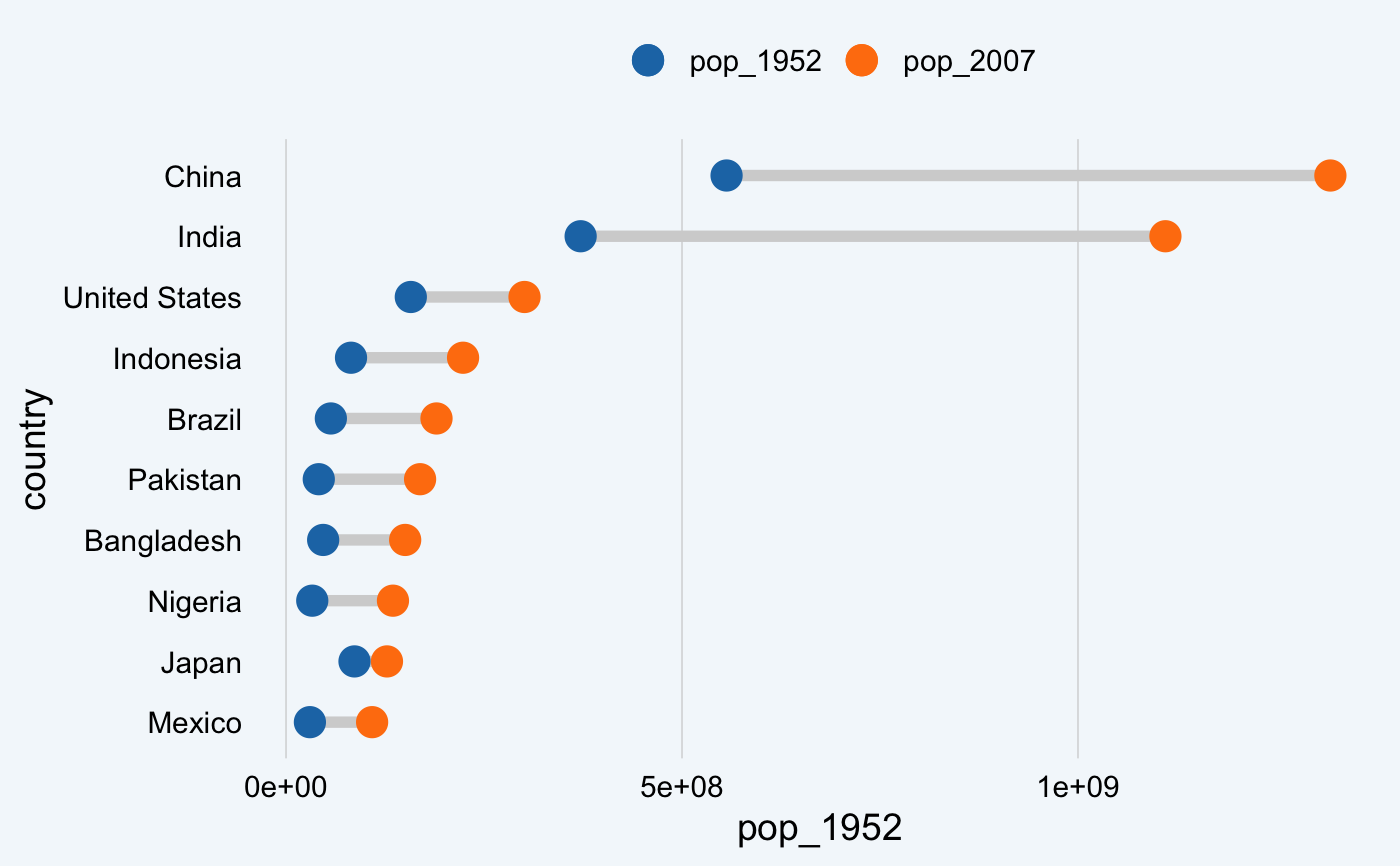 pop_1952 pop_2007
China
India
United States
Indonesia
Brazil
Pakistan
Bangladesh
Nigeria
Japan
Mexico
country
0e+00 5e+08 1e+09
pop_1952